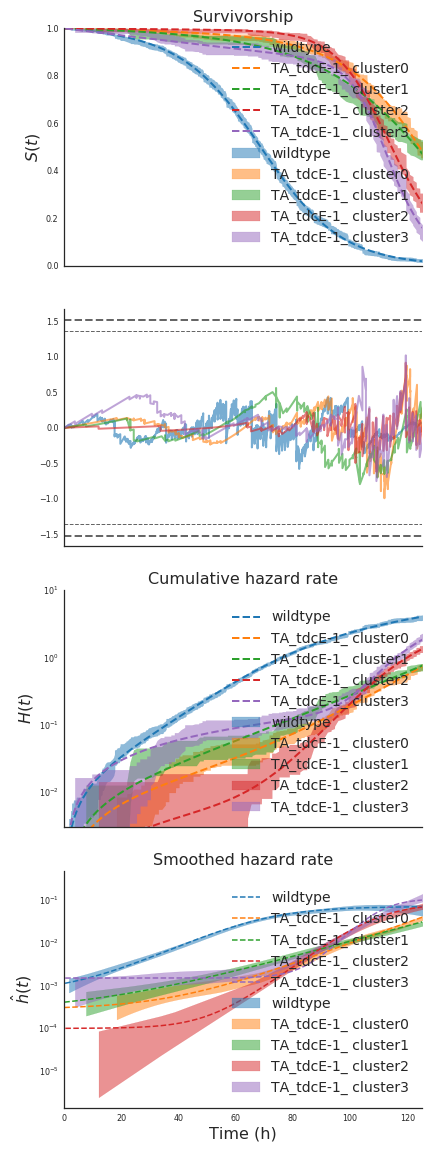 Survivorship
1.0
0.8
0.6
0.4
0.2
0.0
S(t)
wildtype
TA_tdcE-1_ cluster0
TA_tdcE-1_ cluster1
TA_tdcE-1_ cluster2
TA_tdcE-1_ cluster3
wildtype
TA_tdcE-1_ cluster0
TA_tdcE-1_ cluster1
TA_tdcE-1_ cluster2
TA_tdcE-1_ cluster3
1.5
1.0
0.5
0.0
−0.5
−1.0
−1.5
Cumulative hazard rate
10¹
10⁰
10⁻¹
10⁻²
H(t)
wildtype
TA_tdcE-1_ cluster0
TA_tdcE-1_ cluster1
TA_tdcE-1_ cluster2
TA_tdcE-1_ cluster3
wildtype
TA_tdcE-1_ cluster0
TA_tdcE-1_ cluster1
TA_tdcE-1_ cluster2
TA_tdcE-1_ cluster3
Smoothed hazard rate
10⁻¹
10⁻²
10⁻³
10⁻⁴
10⁻⁵
ĥ(t)
wildtype
TA_tdcE-1_ cluster0
TA_tdcE-1_ cluster1
TA_tdcE-1_ cluster2
TA_tdcE-1_ cluster3
wildtype
TA_tdcE-1_ cluster0
TA_tdcE-1_ cluster1
TA_tdcE-1_ cluster2
TA_tdcE-1_ cluster3
0 20 40 60 80 100 120
Time (h)